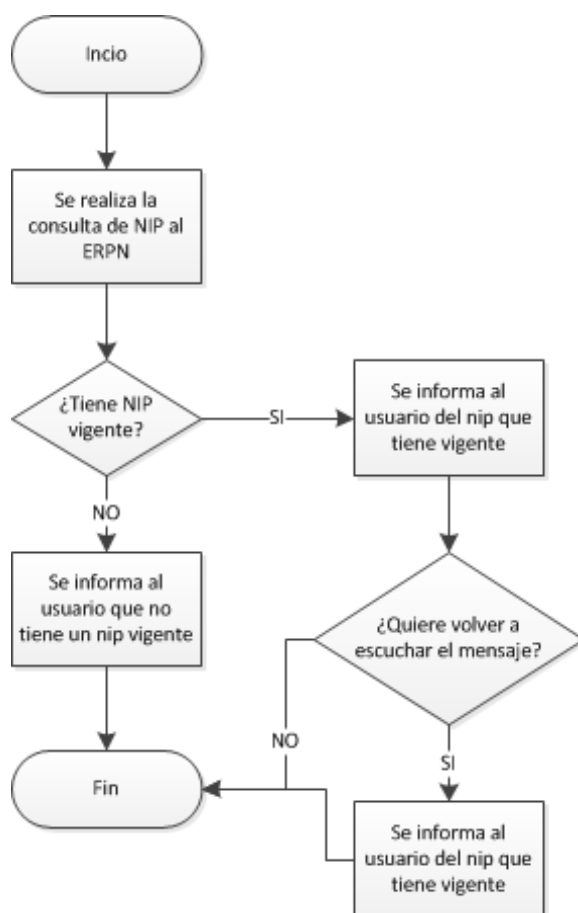 Incio
Se realiza la
consulta de NIP al
ERPN
¿Tiene NIP
vigente?
SI
Se informa al
usuario del nip que
tiene vigente
NO
Se informa al
usuario que no
tiene un nip vigente
¿Quiere volver a
escuchar el mensaje?
NO
SI
Fin
Se informa al
usuario del nip que
tiene vigente